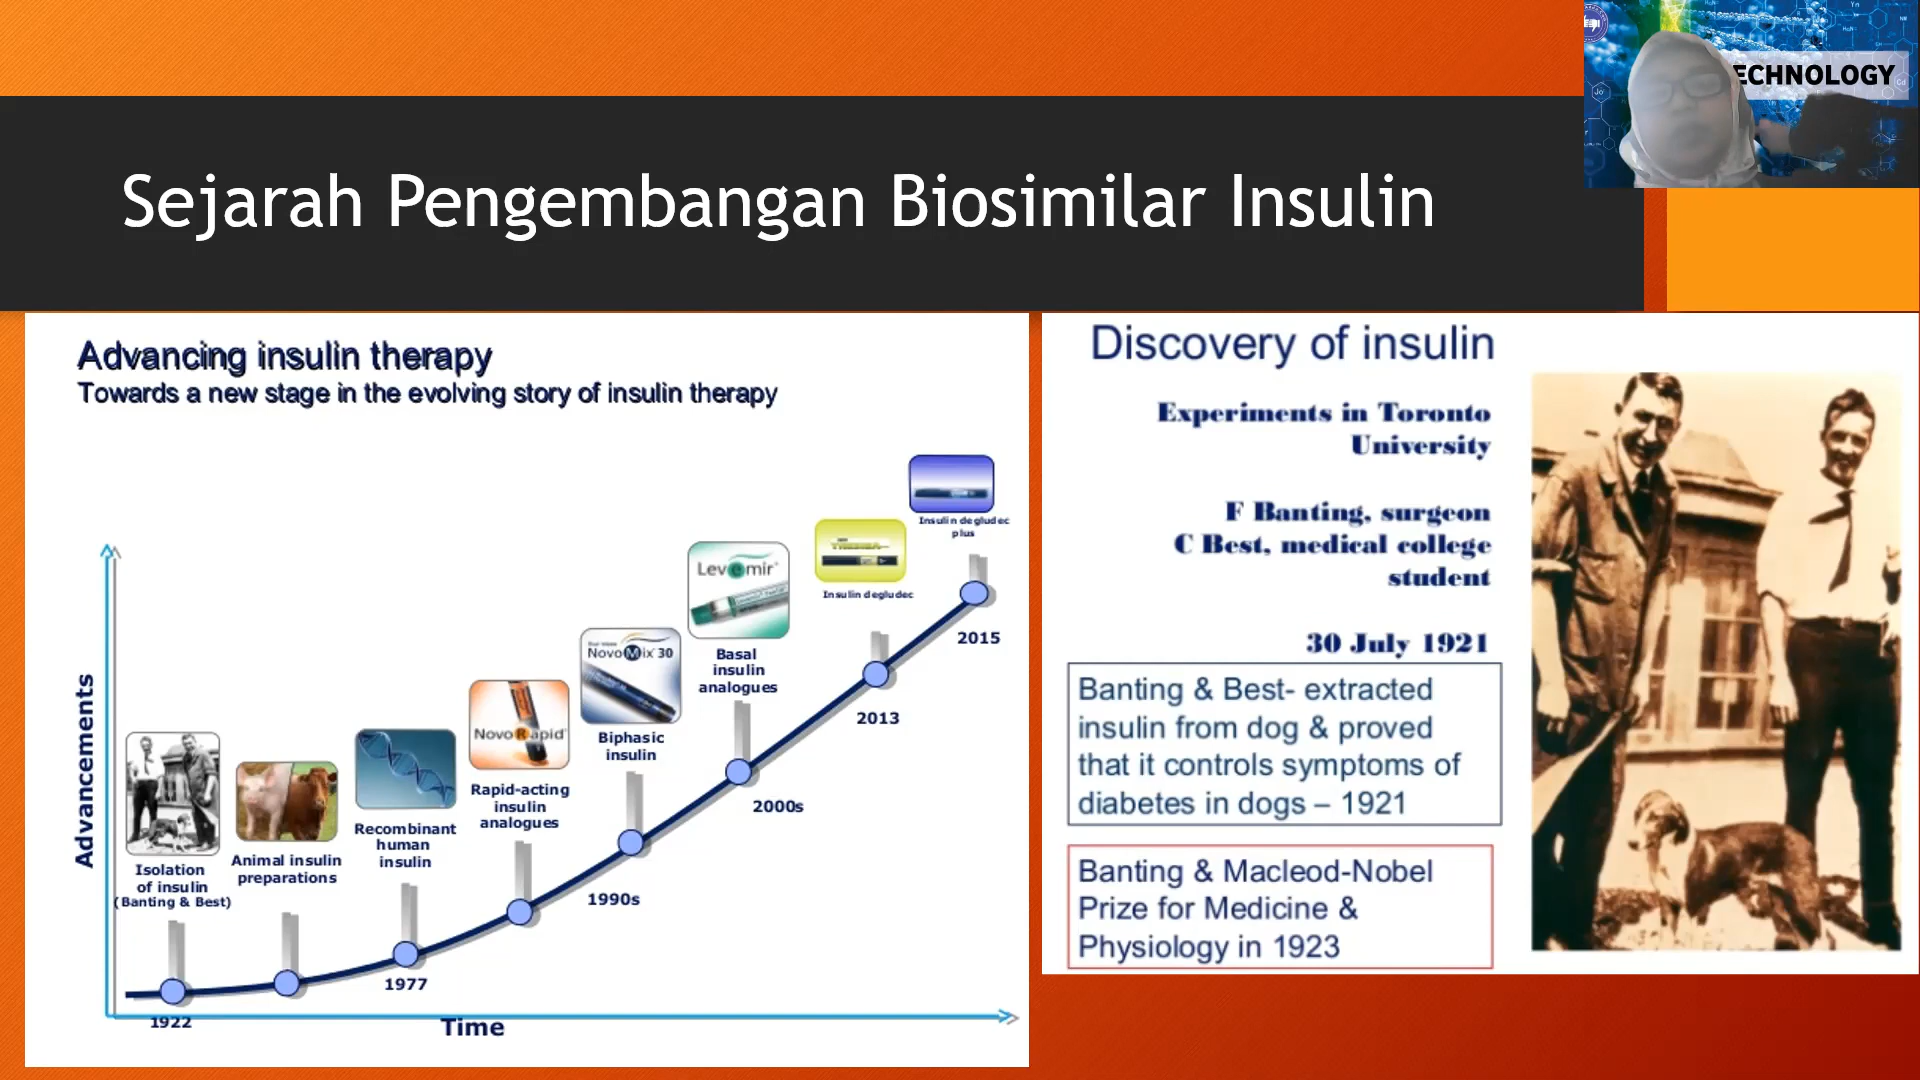 ECHNOLOGY
Sejarah Pengembangan Biosimilar Insulin
Advancing insulin therapy
Towards a new stage in the evolving story of insulin therapy
Advancements
Isolation
of insulin
(Banting & Best)
1922
Animal insulin
preparations
Recombinant
human
insulin
1977
NovoRapid
Rapid-acting
insulin
analogues
NovoMix 30
Biphasic
insulin
1990s
Levemir
Basal
insulin
analogues
2000s
Insulin degludec
2013
Insulin degludec
plus
2015
Time
Discovery of insulin
Experiments in Toronto
University
F Banting, surgeon
C Best, medical college
student
30 July 1921
Banting & Best- extracted
insulin from dog & proved
that it controls symptoms of
diabetes in dogs – 1921
Banting & Macleod-Nobel
Prize for Medicine &
Physiology in 1923